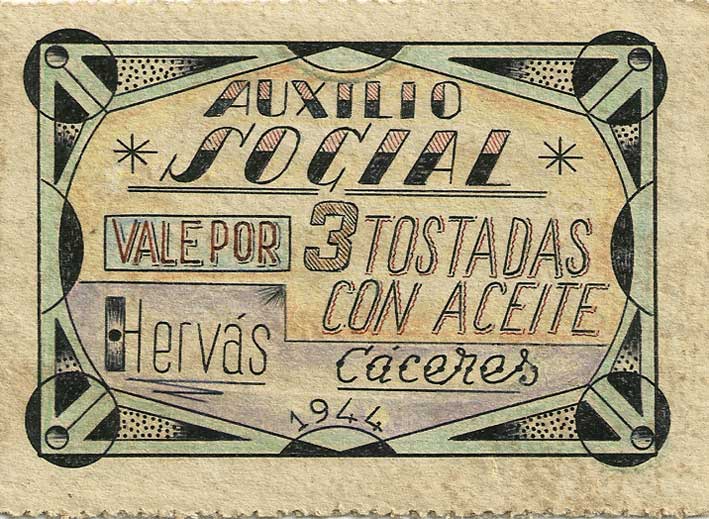 AUXILIO
SOCIAL
VALE POR 3 TOSTADAS
CON ACEITE
Hervás
Cáceres
1944